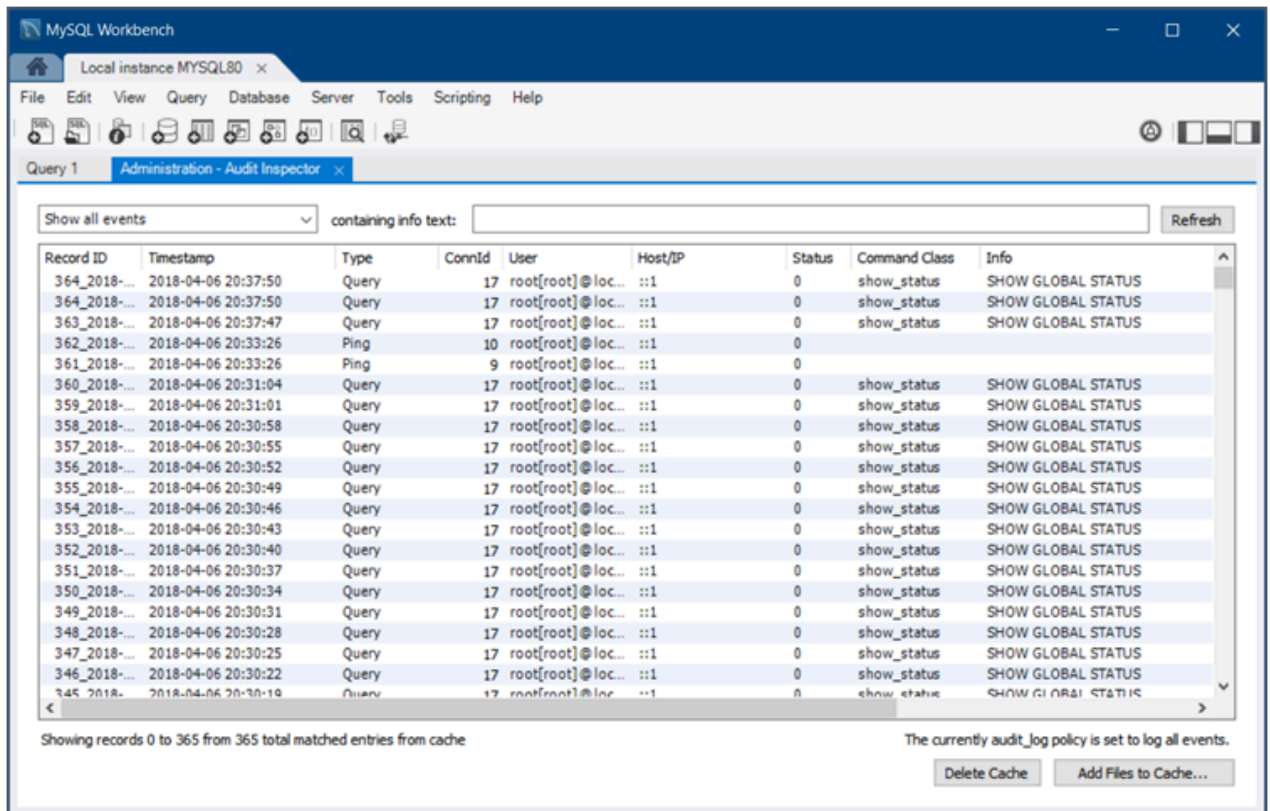 MySQL Workbench
Local instance MYSQL80
File Edit View Query Database Server Tools Scripting Help
Query 1 Administration - Audit Inspector
Show all events containing info text: Refresh
Record ID Timestamp Type ConnId User Host/IP Status Command Class Info
364_2018-... 2018-04-06 20:37:50 Query 17 root[root]@loc... ::1 0 show_status SHOW GLOBAL STATUS
364_2018-... 2018-04-06 20:37:50 Query 17 root[root]@loc... ::1 0 show_status SHOW GLOBAL STATUS
363_2018-... 2018-04-06 20:37:47 Query 17 root[root]@loc... ::1 0 show_status SHOW GLOBAL STATUS
362_2018-... 2018-04-06 20:33:26 Ping 10 root[root]@loc... ::1 0
361_2018-... 2018-04-06 20:33:26 Ping 9 root[root]@loc... ::1 0
360_2018-... 2018-04-06 20:31:04 Query 17 root[root]@loc... ::1 0 show_status SHOW GLOBAL STATUS
359_2018-... 2018-04-06 20:31:01 Query 17 root[root]@loc... ::1 0 show_status SHOW GLOBAL STATUS
358_2018-... 2018-04-06 20:30:58 Query 17 root[root]@loc... ::1 0 show_status SHOW GLOBAL STATUS
357_2018-... 2018-04-06 20:30:55 Query 17 root[root]@loc... ::1 0 show_status SHOW GLOBAL STATUS
356_2018-... 2018-04-06 20:30:52 Query 17 root[root]@loc... ::1 0 show_status SHOW GLOBAL STATUS
355_2018-... 2018-04-06 20:30:49 Query 17 root[root]@loc... ::1 0 show_status SHOW GLOBAL STATUS
354_2018-... 2018-04-06 20:30:46 Query 17 root[root]@loc... ::1 0 show_status SHOW GLOBAL STATUS
353_2018-... 2018-04-06 20:30:43 Query 17 root[root]@loc... ::1 0 show_status SHOW GLOBAL STATUS
352_2018-... 2018-04-06 20:30:40 Query 17 root[root]@loc... ::1 0 show_status SHOW GLOBAL STATUS
351_2018-... 2018-04-06 20:30:37 Query 17 root[root]@loc... ::1 0 show_status SHOW GLOBAL STATUS
350_2018-... 2018-04-06 20:30:34 Query 17 root[root]@loc... ::1 0 show_status SHOW GLOBAL STATUS
349_2018-... 2018-04-06 20:30:31 Query 17 root[root]@loc... ::1 0 show_status SHOW GLOBAL STATUS
348_2018-... 2018-04-06 20:30:28 Query 17 root[root]@loc... ::1 0 show_status SHOW GLOBAL STATUS
347_2018-... 2018-04-06 20:30:25 Query 17 root[root]@loc... ::1 0 show_status SHOW GLOBAL STATUS
346_2018-... 2018-04-06 20:30:22 Query 17 root[root]@loc... ::1 0 show_status SHOW GLOBAL STATUS
345_2018-... 2018-04-06 20:30:19 Query 17 root[root]@loc... ::1 0 show_status SHOW GLOBAL STATUS
Showing records 0 to 365 from 365 total matched entries from cache The currently audit_log policy is set to log all events.
Delete Cache Add Files to Cache...